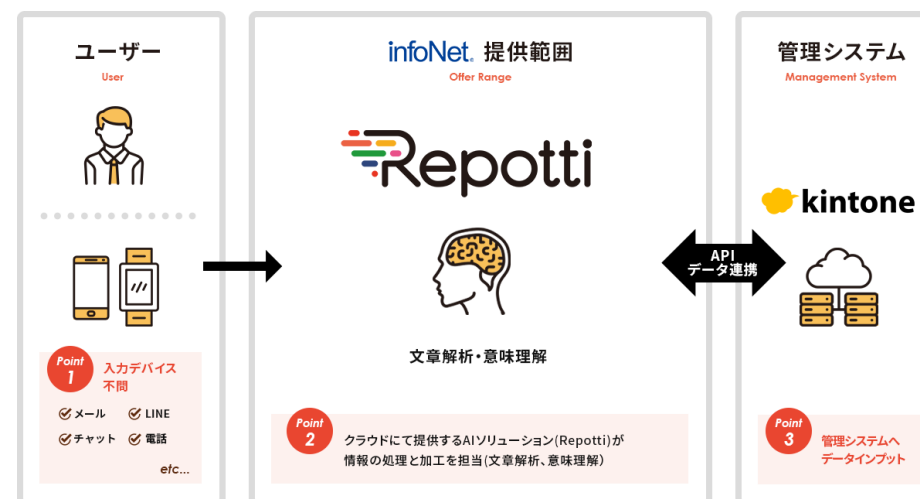 ユーザー
User
Point
1
入力デバイス
不問
メール
LINE
チャット
電話
etc...
infoNet. 提供範囲
Offer Range
Repotti
文章解析・意味理解
Point
2
クラウドにて提供するAIソリューション(Repotti)が
情報の処理と加工を担当(文章解析、意味理解)
API
データ連携
管理システム
Management System
kintone
Point
3
管理システムへ
データインプット